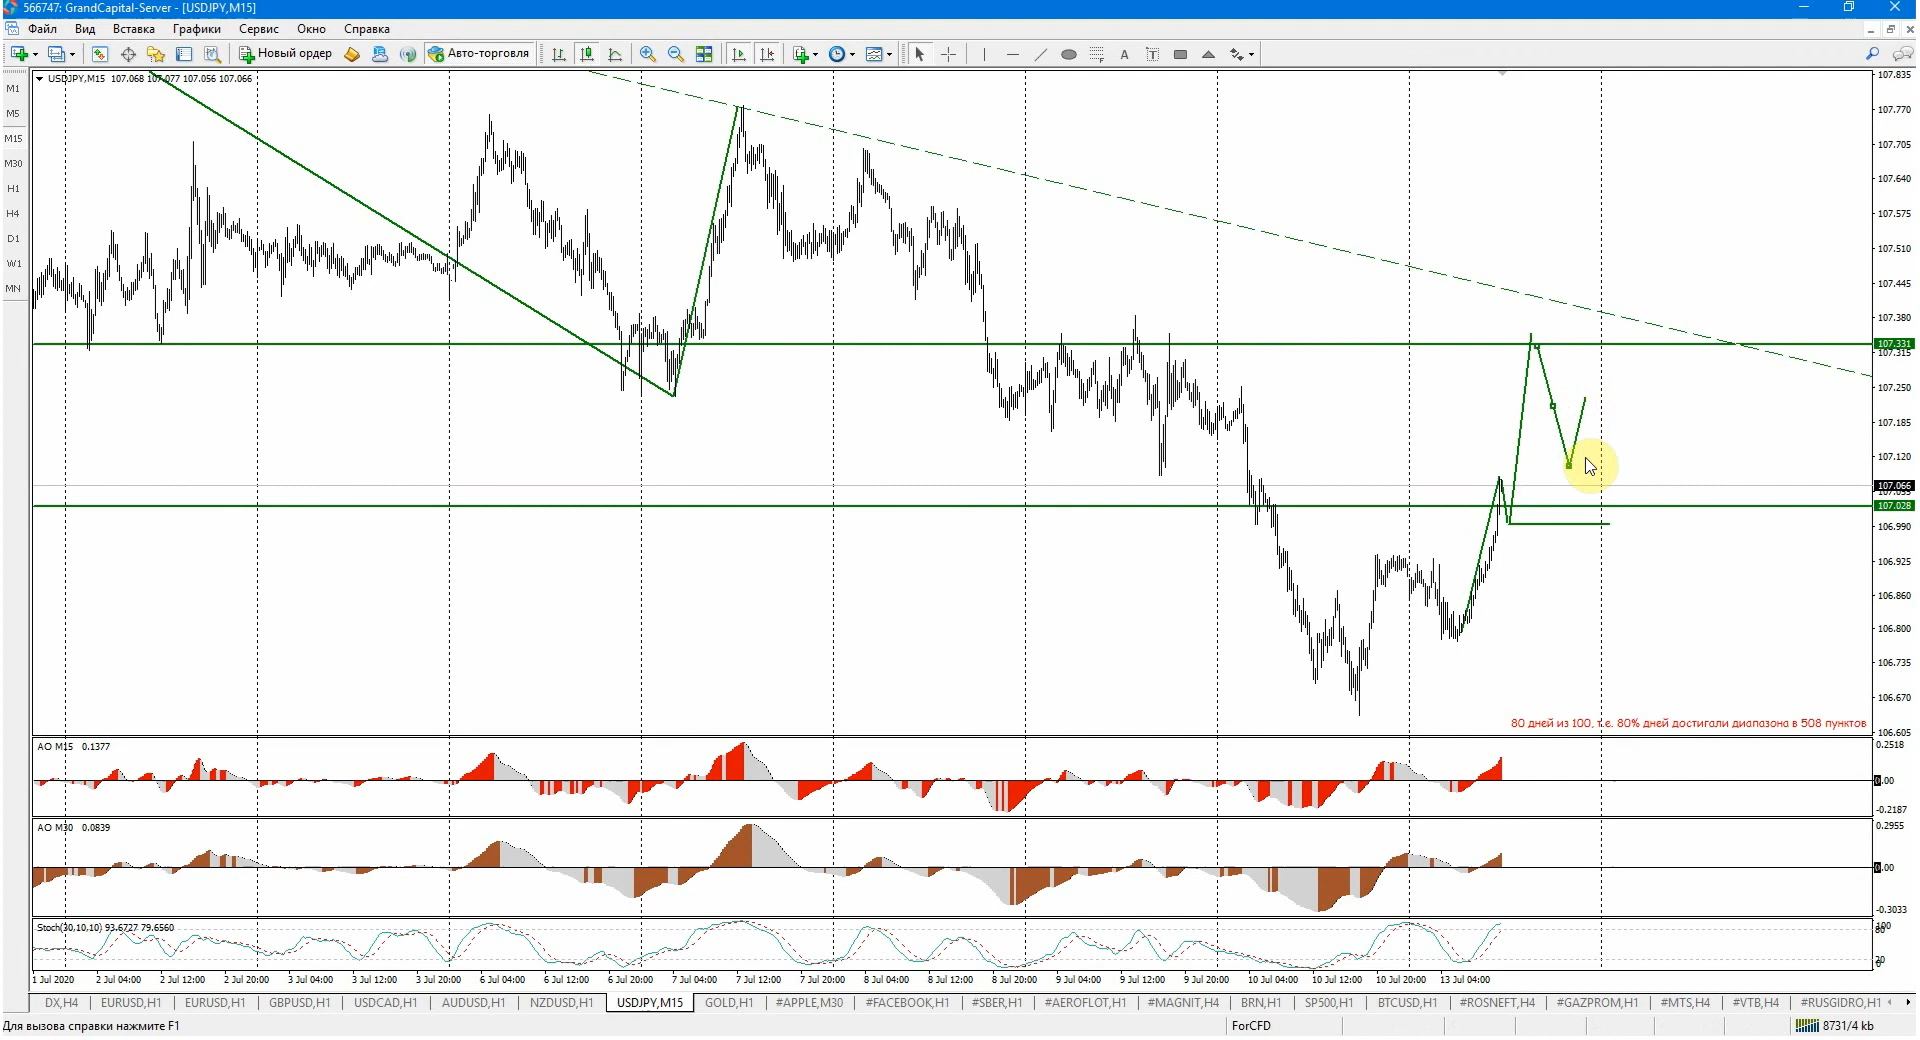 566747: GrandCapital-Server - [USDJPY,M15]
Файл Вид Вставка Графики Сервис Окно Справка
Новый ордер Авто-торговля
M1
M5
M15
M30
H1
H4
D1
W1
MN
USDJPY,M15 107.068 107.077 107.056 107.066
107.835
107.770
107.705
107.640
107.575
107.510
107.445
107.380
107.331
107.315
107.250
107.185
107.120
107.066
107.055
107.028
106.990
106.925
106.860
106.800
106.735
106.670
106.605
80 дней из 100, т.е. 80% дней достигали диапазона в 508 пунктов
AO M15 0.1377
0.2518
0.00
-0.2187
AO M30 0.0839
0.2955
0.00
-0.3033
Stoch(30,10,10) 93.6727 79.6560
100
80
20
0
1 Jul 2020 2 Jul 04:00 2 Jul 12:00 2 Jul 20:00 3 Jul 04:00 3 Jul 12:00 3 Jul 20:00 6 Jul 04:00 6 Jul 12:00 6 Jul 20:00 7 Jul 04:00 7 Jul 12:00 7 Jul 20:00 8 Jul 04:00 8 Jul 12:00 8 Jul 20:00 9 Jul 04:00 9 Jul 12:00 9 Jul 20:00 10 Jul 04:00 10 Jul 12:00 10 Jul 20:00 13 Jul 04:00
DX,H4 EURUSD,H1 EURUSD,H1 GBPUSD,H1 USDCAD,H1 AUDUSD,H1 NZDUSD,H1 USDJPY,M15 GOLD,H1 #APPLE,M30 #FACEBOOK,H1 #SBER,H1 #AEROFLOT,H1 #MAGNIT,H4 BRN,H1 SP500,H1 BTCUSD,H1 #ROSNEFT,H4 #GAZPROM,H1 #MTS,H4 #VTB,H4 #RUSGIDRO,H1
Для вызова справки нажмите F1
ForCFD
8731/4 kb